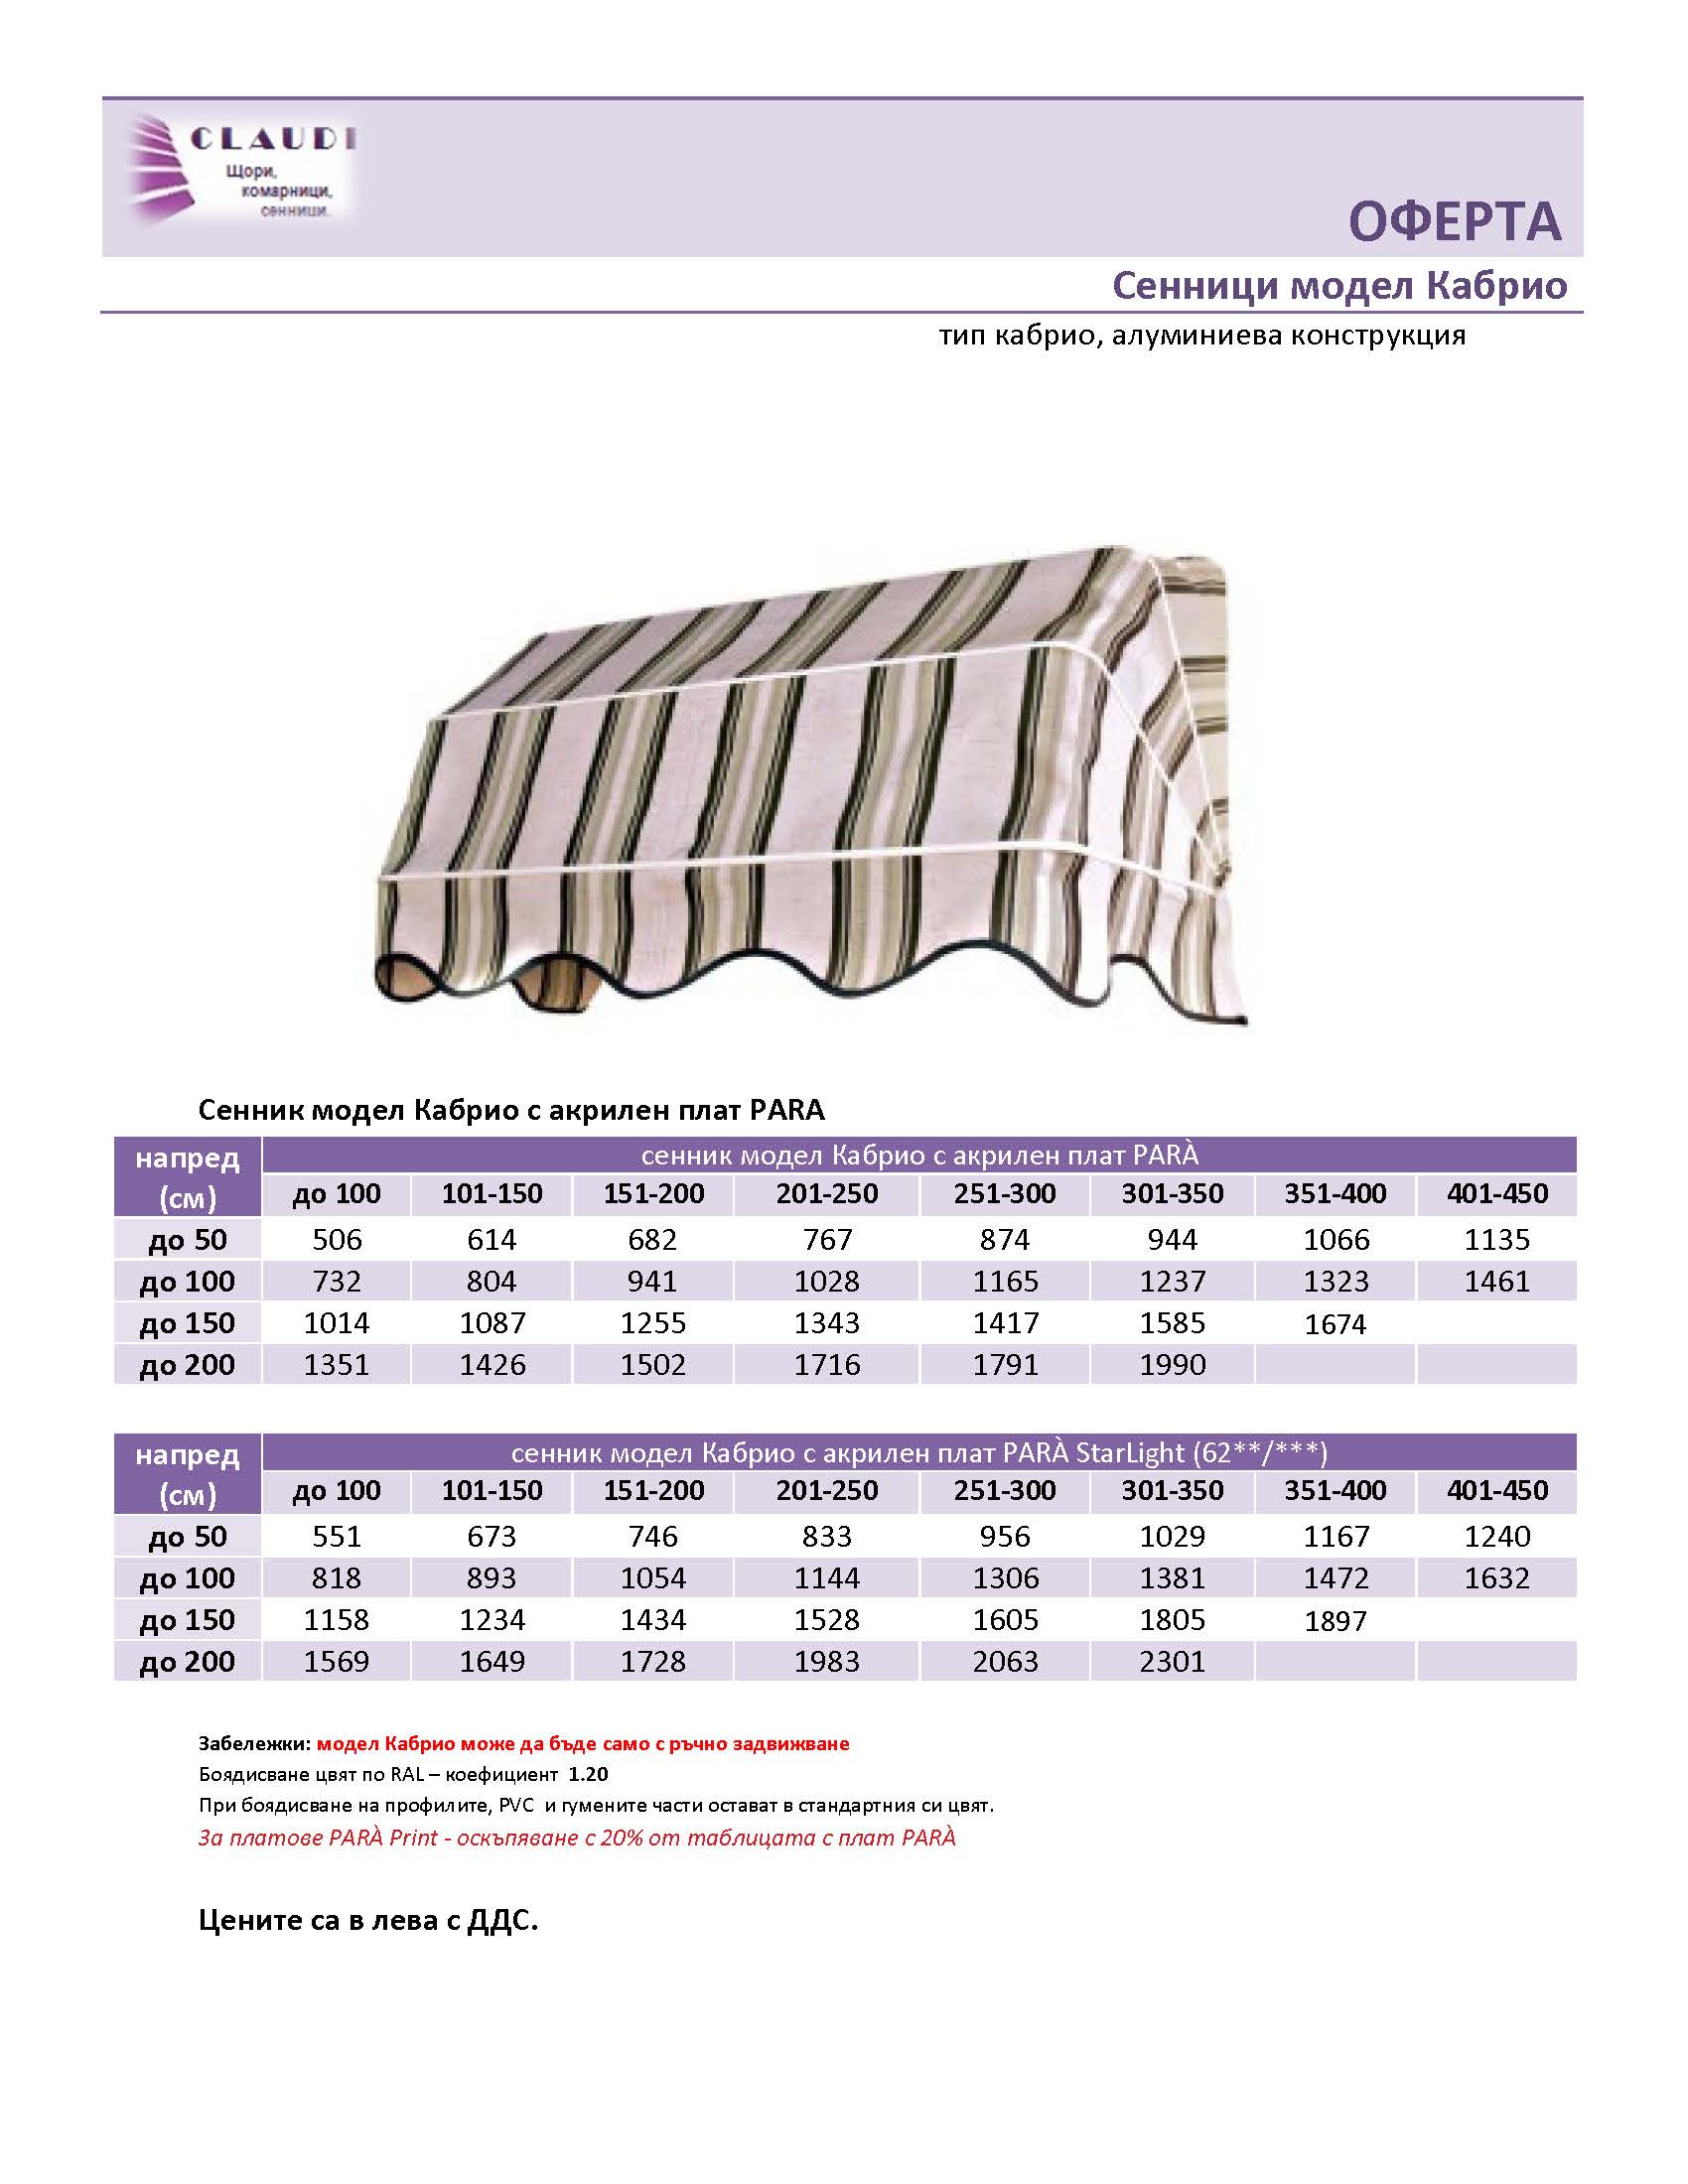 CLAUDI
Щори,
комарници,
сенници.
ОФЕРТА
Сенници модел Кабрио
тип кабрио, алуминиева конструкция
Сенник модел Кабрио с акрилен плат PARA
напред (см) сенник модел Кабрио с акрилен плат PARÀ
до 100 101-150 151-200 201-250 251-300 301-350 351-400 401-450
до 50 506 614 682 767 874 944 1066 1135
до 100 732 804 941 1028 1165 1237 1323 1461
до 150 1014 1087 1255 1343 1417 1585 1674
до 200 1351 1426 1502 1716 1791 1990
напред (см) сенник модел Кабрио с акрилен плат PARÀ StarLight (62**/***)
до 100 101-150 151-200 201-250 251-300 301-350 351-400 401-450
до 50 551 673 746 833 956 1029 1167 1240
до 100 818 893 1054 1144 1306 1381 1472 1632
до 150 1158 1234 1434 1528 1605 1805 1897
до 200 1569 1649 1728 1983 2063 2301
Забележки: модел Кабрио може да бъде само с ръчно задвижване
Боядисване цвят по RAL – коефициент 1.20
При боядисване на профилите, PVC и гумените части остават в стандартния си цвят.
За платове PARÀ Print - оскъпяване с 20% от таблицата с плат PARÀ
Цените са в лева с ДДС.